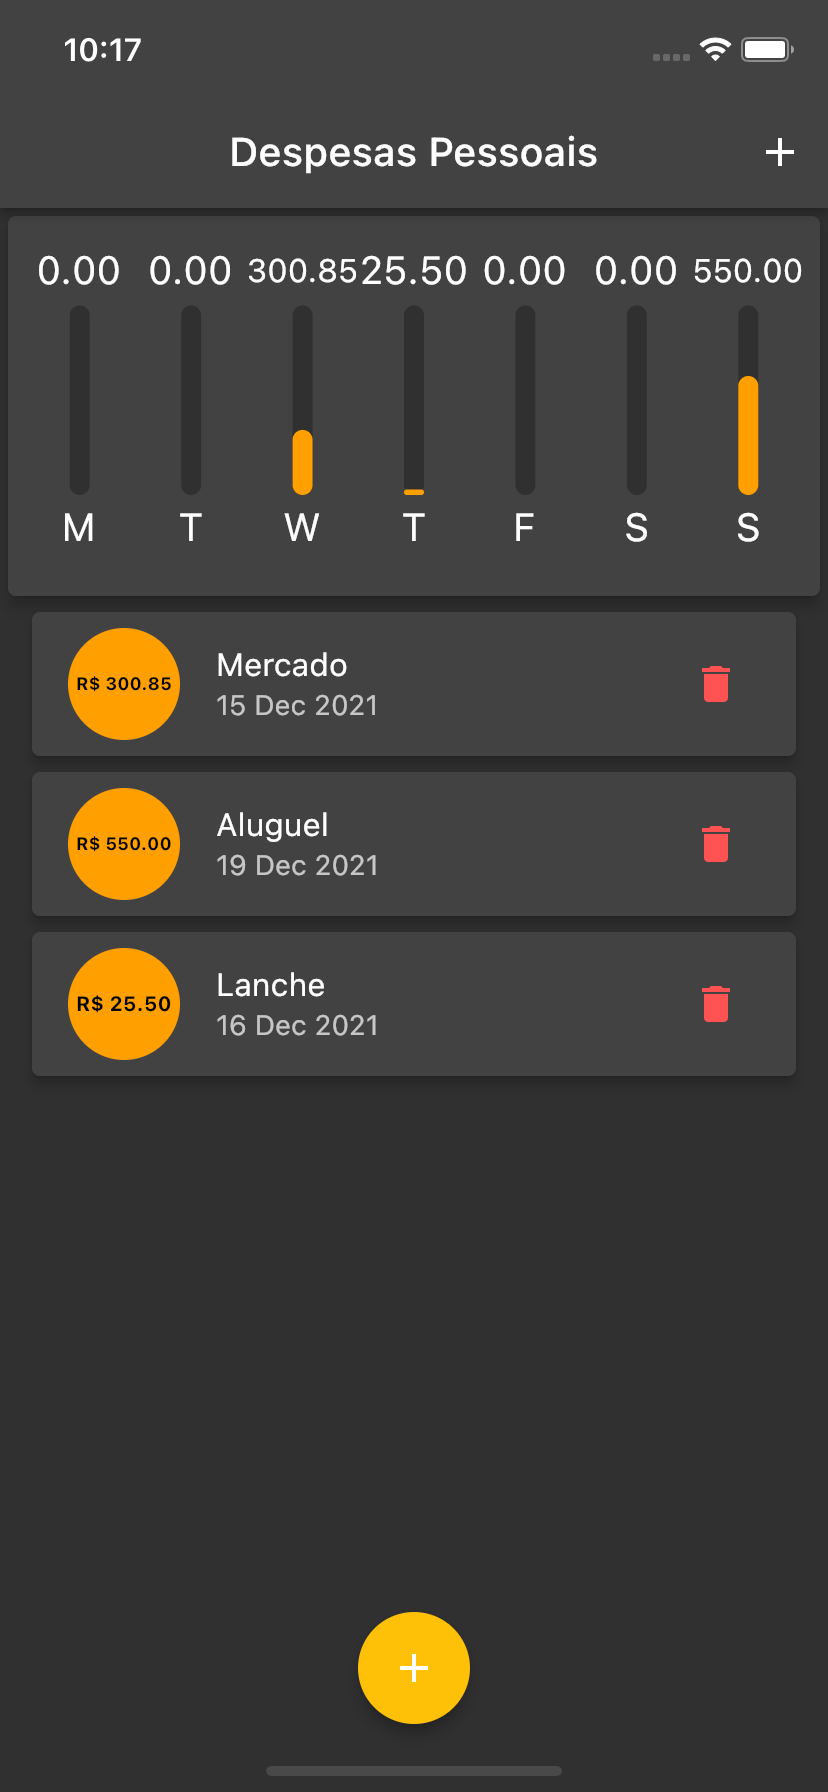 10:17
Despesas Pessoais
0.00 0.00 300.85 25.50 0.00 0.00 550.00
M T W T F S S
R$ 300.85
Mercado
15 Dec 2021
R$ 550.00
Aluguel
19 Dec 2021
R$ 25.50
Lanche
16 Dec 2021